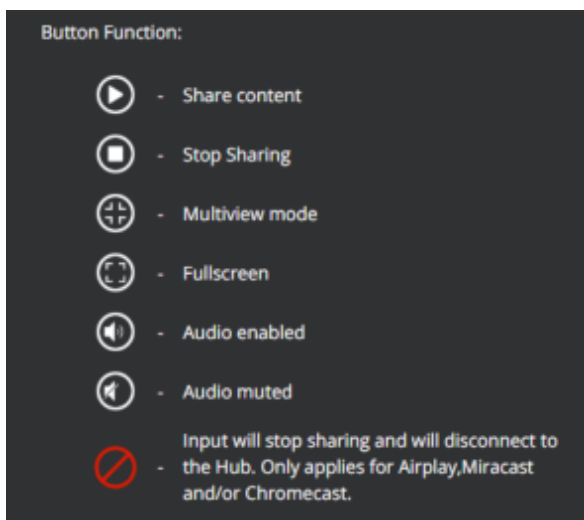 Button Function:
- Share content
- Stop Sharing
- Multiview mode
- Fullscreen
- Audio enabled
- Audio muted
Input will stop sharing and will disconnect to
- the Hub. Only applies for Airplay,Miracast
and/or Chromecast.